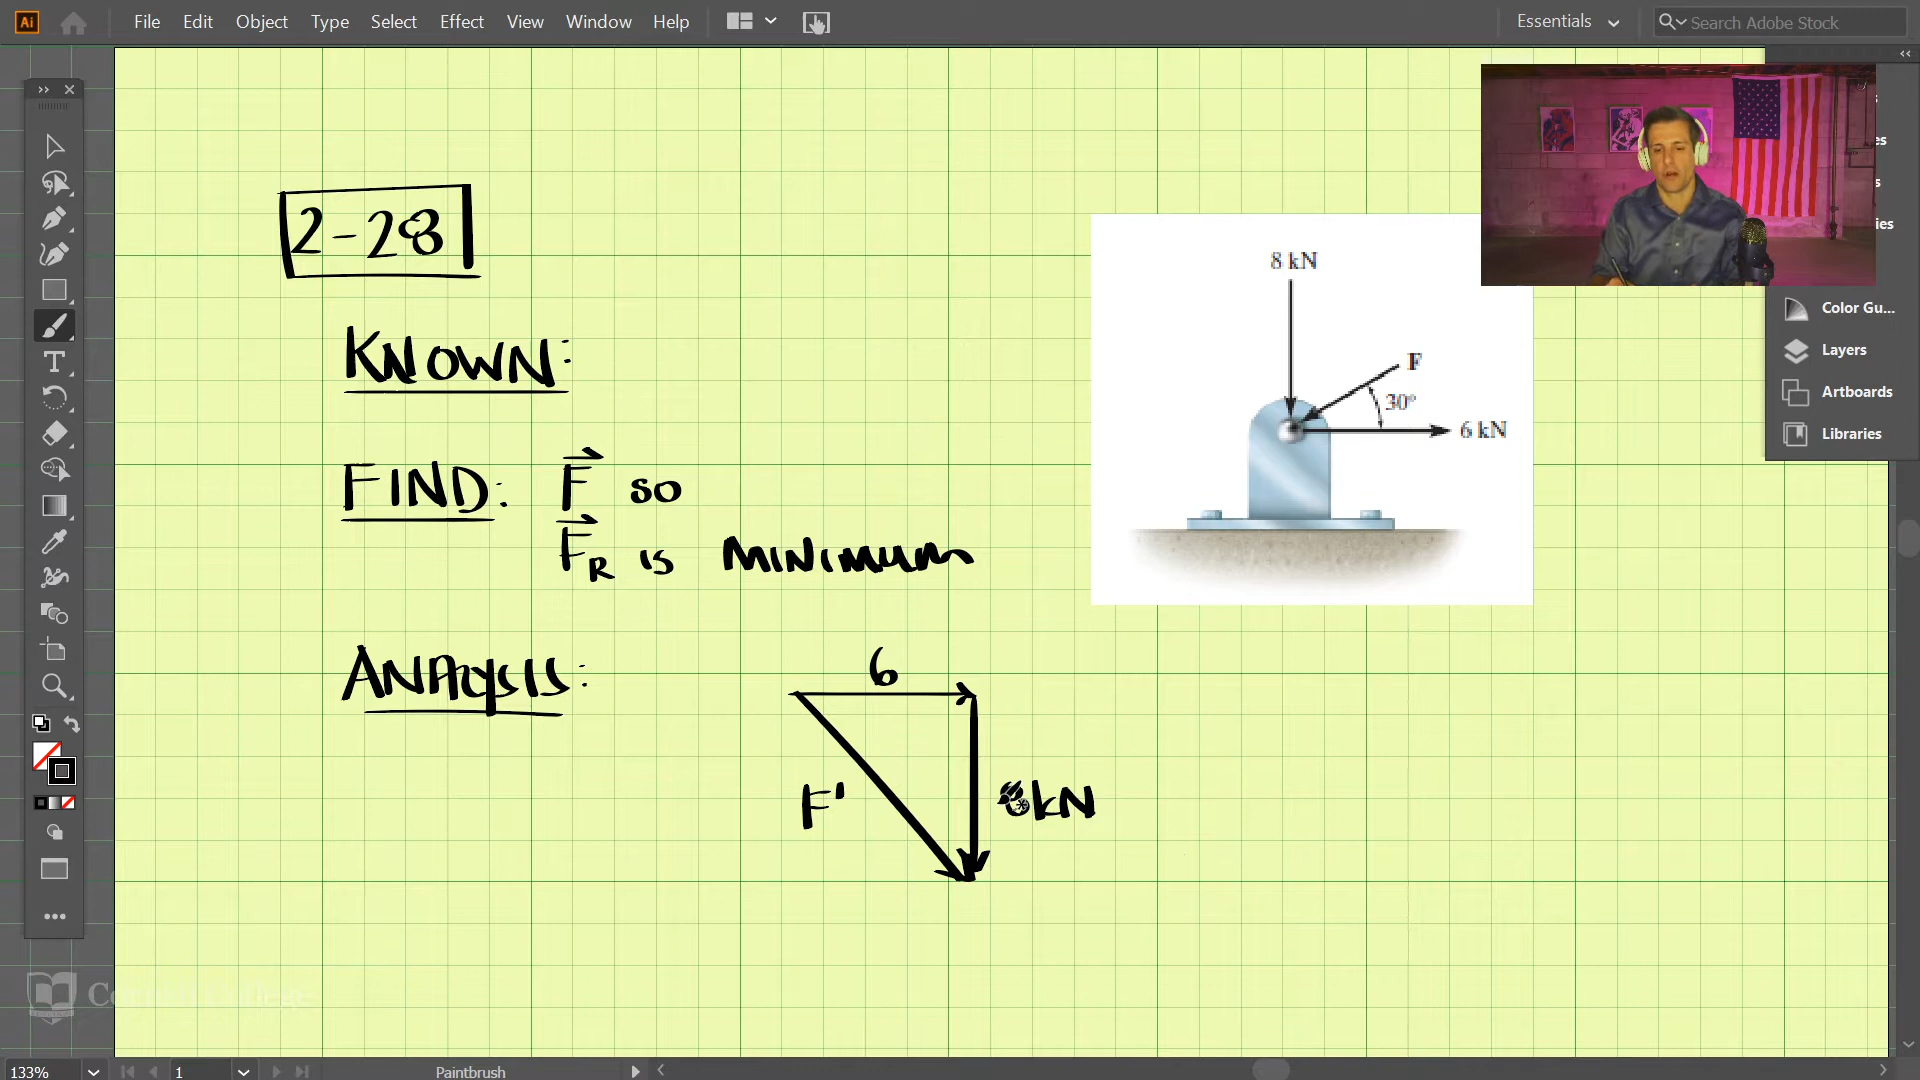 Ai File Edit Object Type Select Effect View Window Help Essentials Search Adobe Stock
2-28
KNOWN:
FIND: F so
F_R is MINIMUM
ANALYSIS:
6
F'
8kN
8 kN
F
30°
6 kN
Color Gu...
Layers
Artboards
Libraries
133% 1 Paintbrush